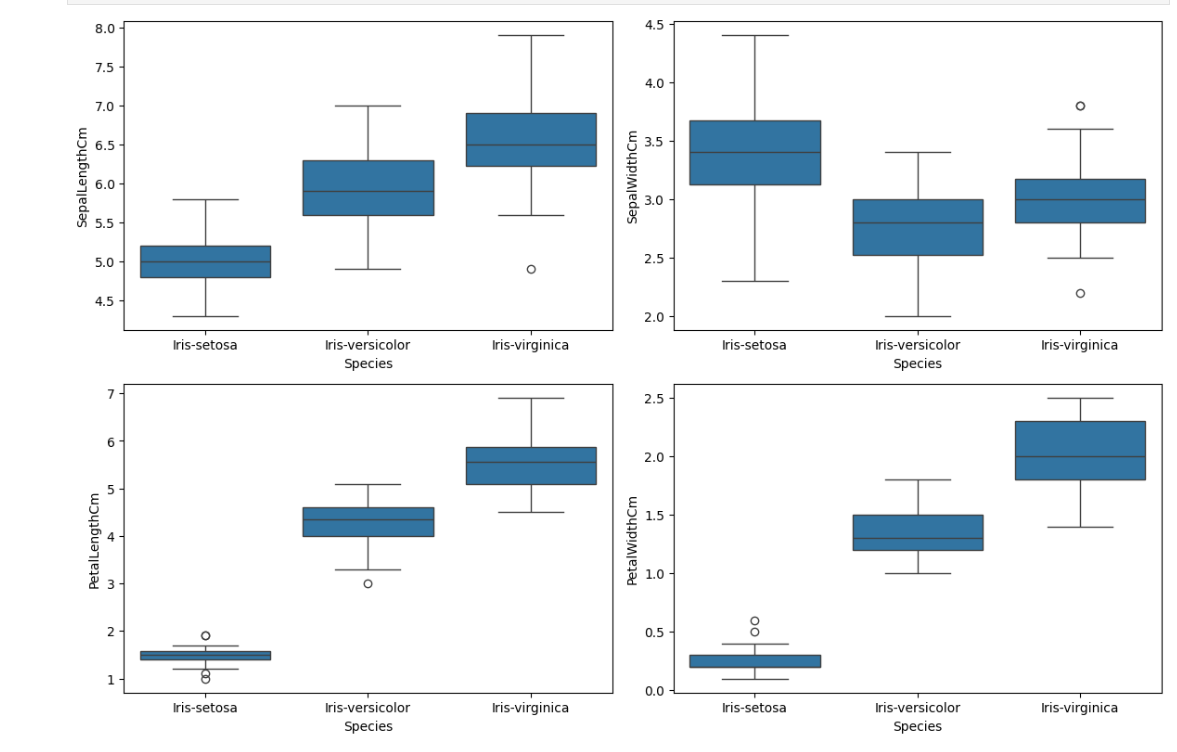 8.0
7.5
7.0
6.5
6.0
5.5
5.0
4.5
SepalLengthCm
Iris-setosa Iris-versicolor Iris-virginica
Species
4.5
4.0
3.5
3.0
2.5
2.0
SepalWidthCm
Iris-setosa Iris-versicolor Iris-virginica
Species
7
6
5
4
3
2
1
PetalLengthCm
Iris-setosa Iris-versicolor Iris-virginica
Species
2.5
2.0
1.5
1.0
0.5
0.0
PetalWidthCm
Iris-setosa Iris-versicolor Iris-virginica
Species